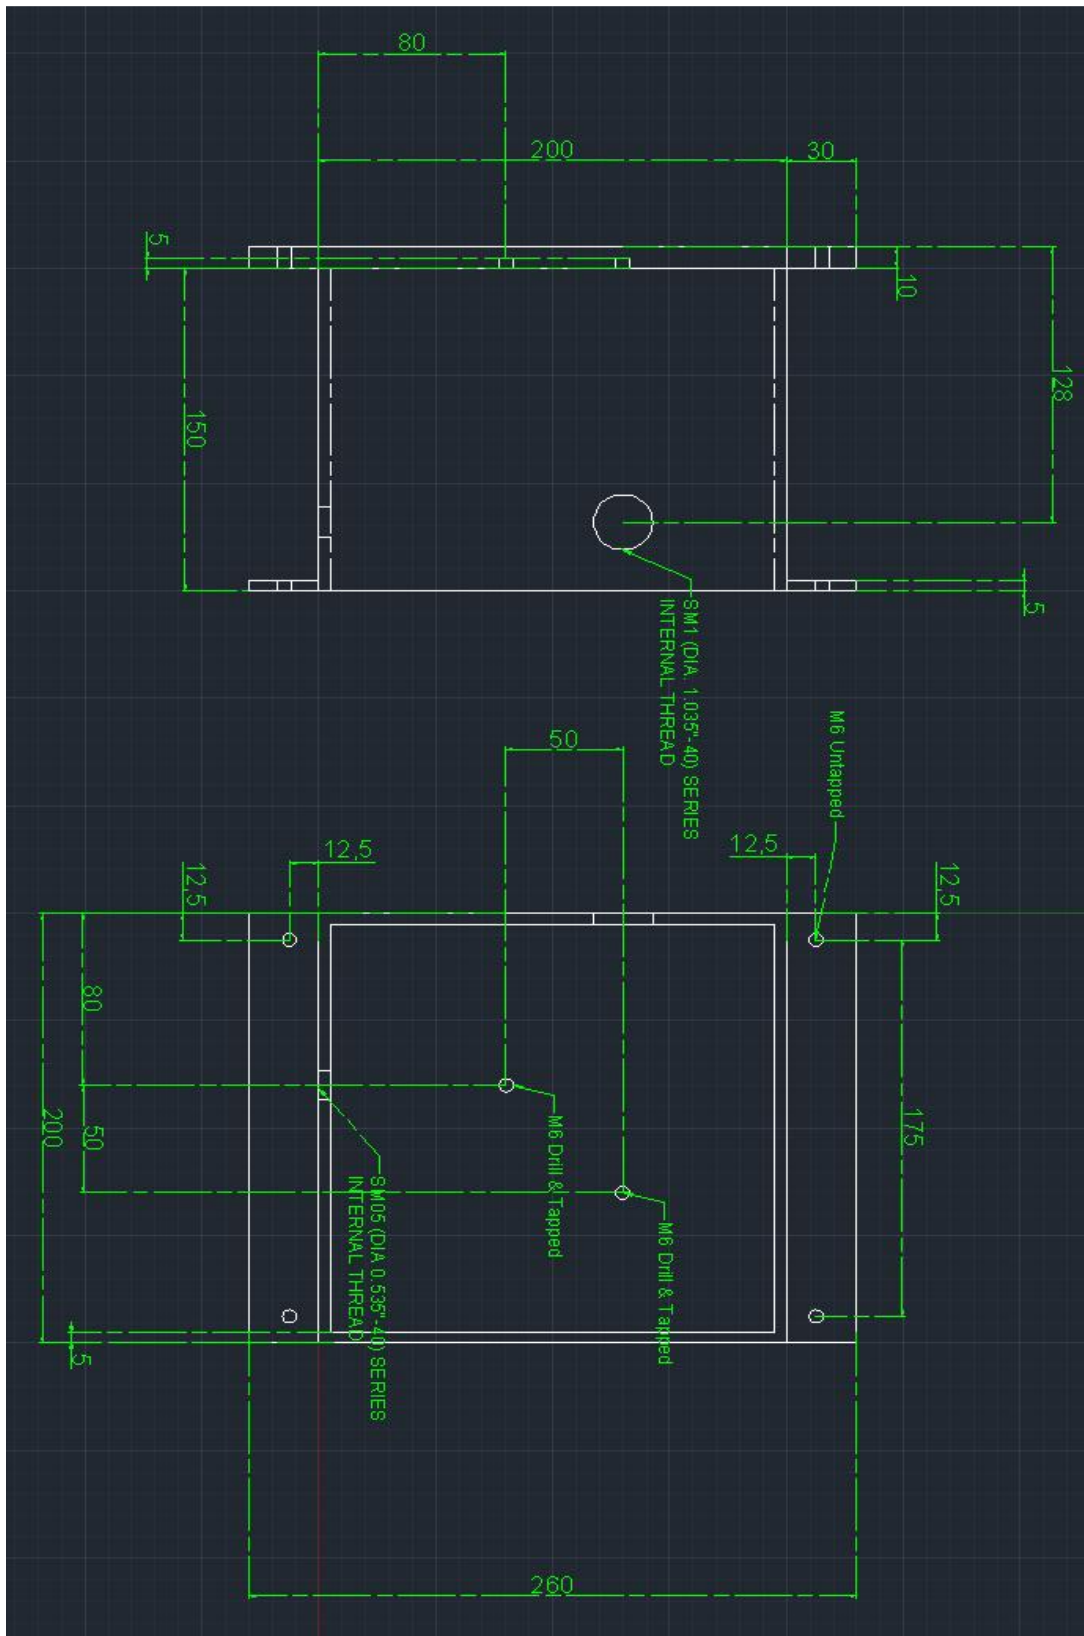 80
200
30
5
10
128
150
5
SM1 (DIA. 1.035"-40) SERIES
INTERNAL THREAD
M6 Untapped
50
12,5
12,5
12,5
12,5
80
175
200
50
M6 Drill & Tapped
M6 Drill & Tapped
SM05 (DIA 0.535"-40) SERIES
INTERNAL THREAD
5
260